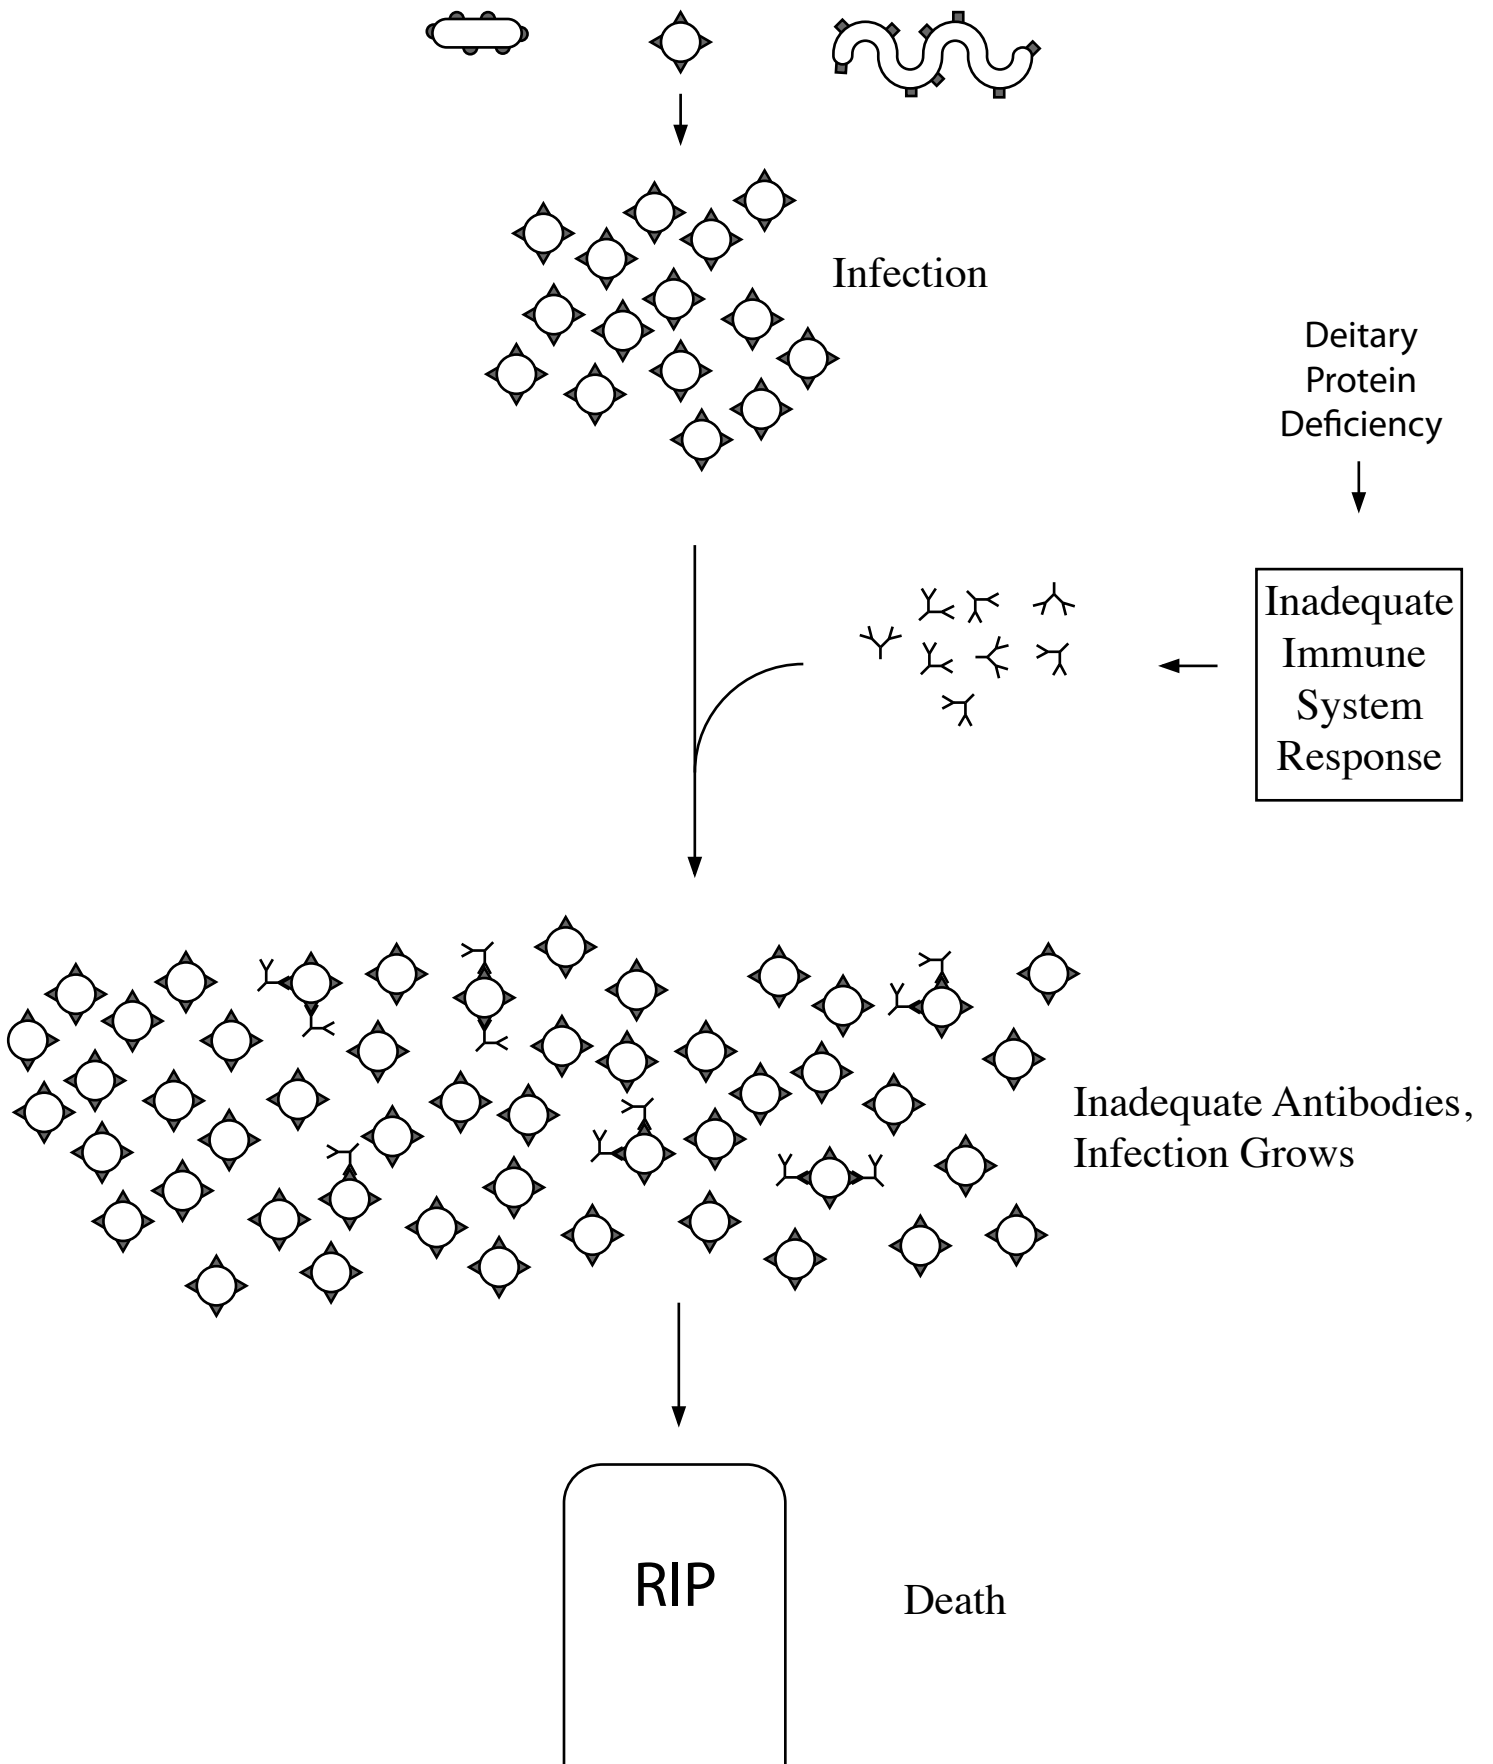 Infection
Deitary
Protein
Deficiency
Inadequate
Immune
System
Response
Inadequate Antibodies,
Infection Grows
RIP
Death